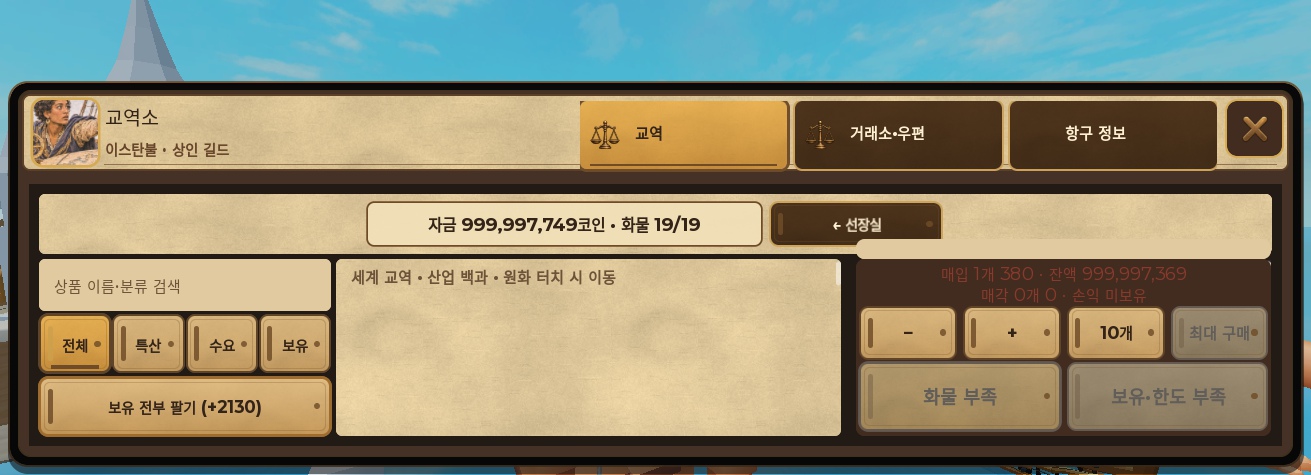 교역소
이스탄불 • 상인 길드
교역
거래소•우편
항구 정보
자금 999,997,749코인 • 화물 19/19
← 선장실
상품 이름·분류 검색
전체
특산
수요
보유
보유 전부 팔기 (+2130)
세계 교역 • 산업 백과 • 원화 터치 시 이동
매입 1개 380 · 잔액 999,997,369
매각 0개 0 · 손익 미보유
−
+
10개
최대 구매
화물 부족
보유·한도 부족